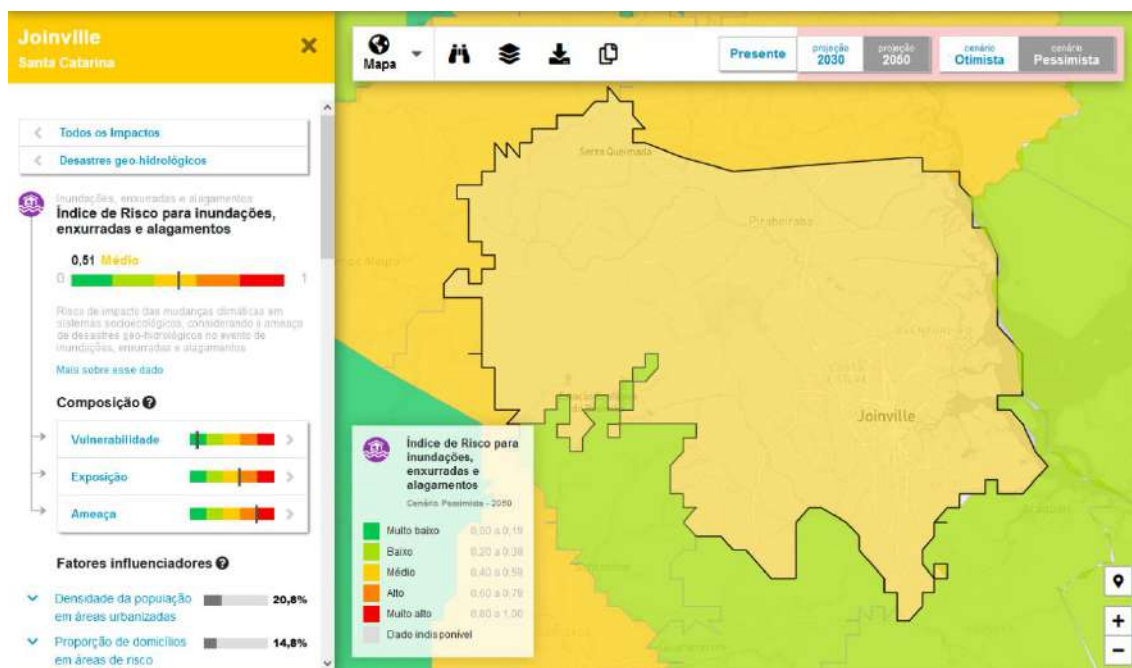 Joinville
Santa Catarina
Todos os Impactos
Desastres geo-hidrológicos
Inundações, enxurradas e alagamentos
Índice de Risco para inundações,
enxurradas e alagamentos
0,51 Médio
0 1
Risco de impacto das mudanças climáticas em
sistemas socioecológicos, considerando a ameaça
de desastres geo-hidrológicos no evento de
inundações, enxurradas e alagamentos
Mais sobre esse dado
Composição
Vulnerabilidade
Exposição
Ameaça
Fatores influenciadores
Densidade da população
em áreas urbanizadas
20,8%
Proporção de domicílios
em áreas de risco
14,8%
Mapa
Presente
projeção
2030
projeção
2050
cenário
Otimista
cenário
Pessimista
Serra Queimada
Pirabeiraba
Joinville
Araquari
Índice de Risco para
inundações,
enxurradas e
alagamentos
Cenário Pessimista - 2050
Muito baixo 0,00 a 0,19
Baixo 0,20 a 0,39
Médio 0,40 a 0,59
Alto 0,60 a 0,79
Muito alto 0,80 a 1,00
Dado indisponível